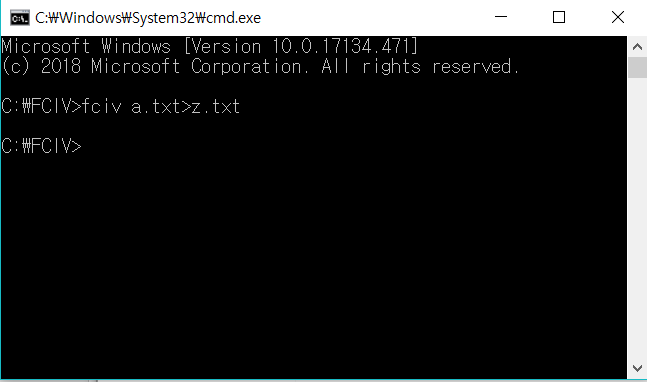 C:₩Windows₩System32₩cmd.exe
Microsoft Windows [Version 10.0.17134.471]
(c) 2018 Microsoft Corporation. All rights reserved.
C:₩FCIV>fciv a.txt>z.txt
C:₩FCIV>